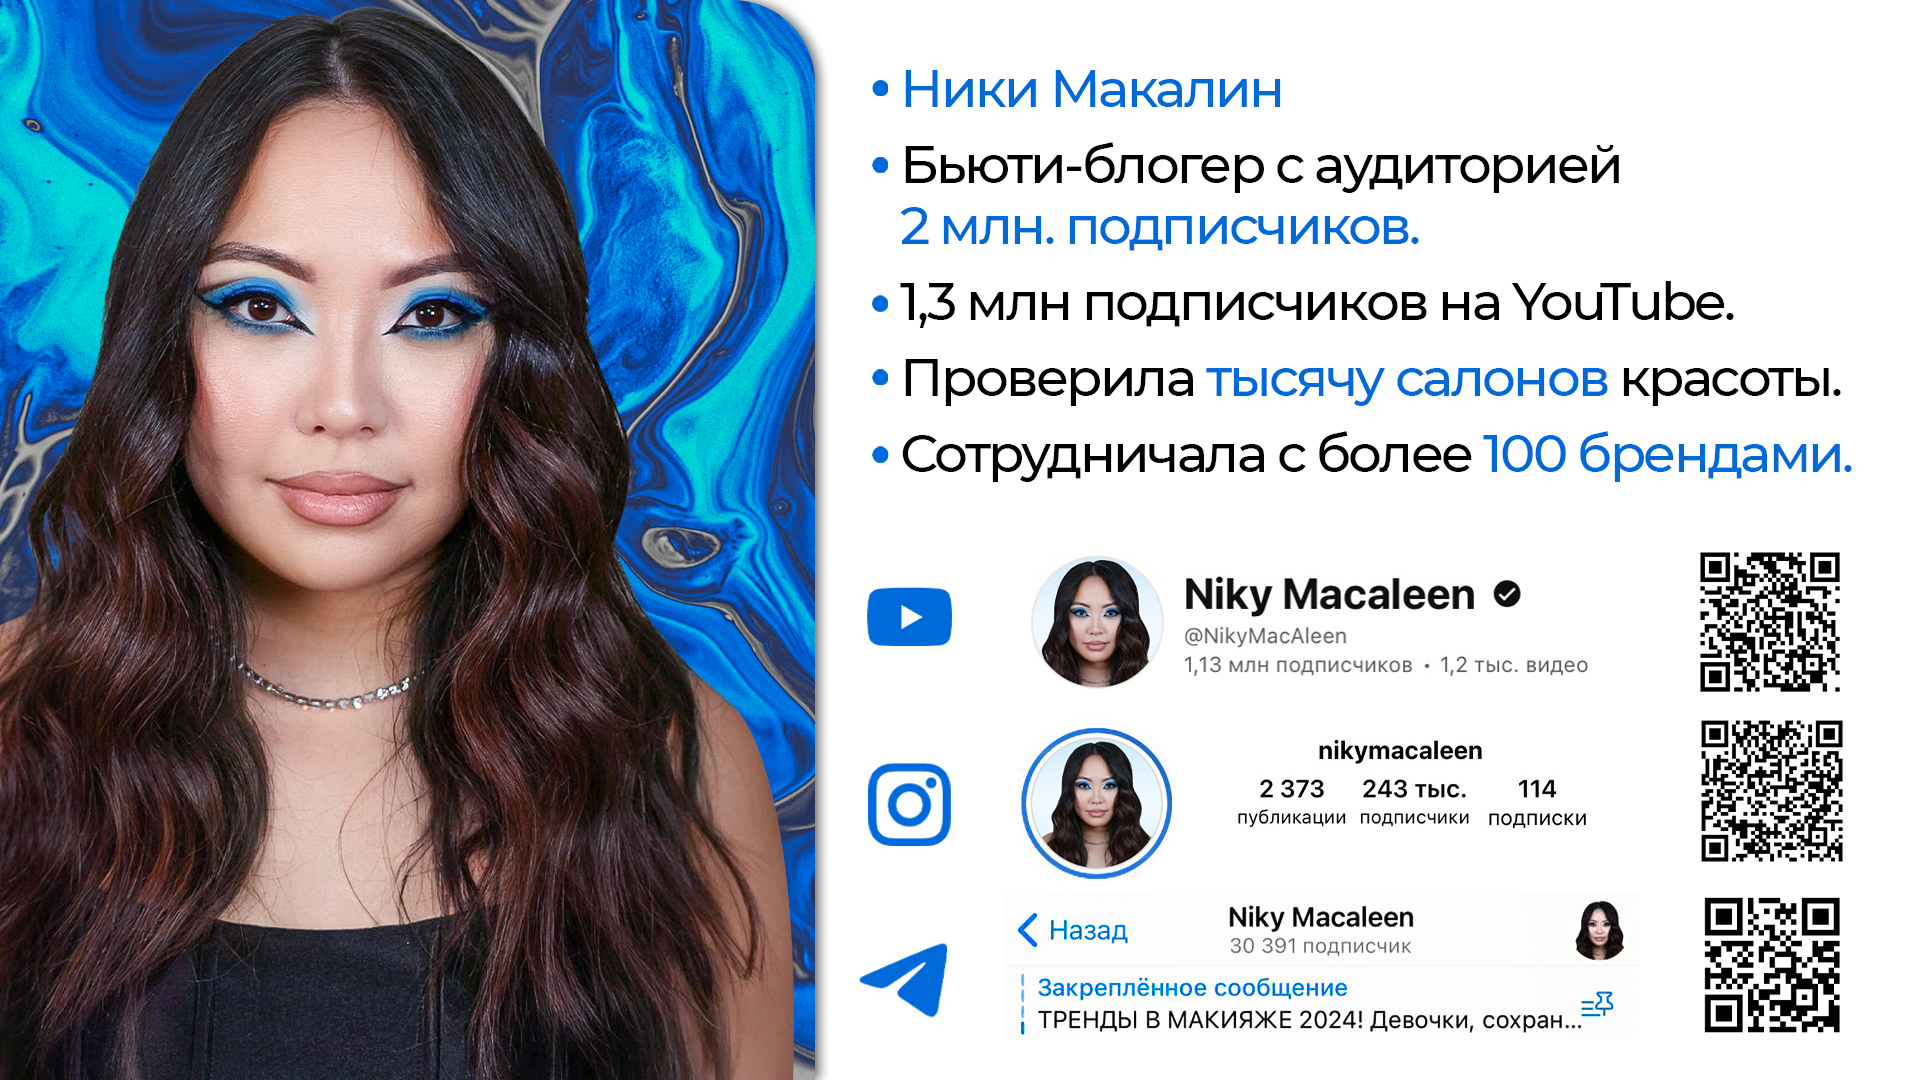 • Ники Макалин
• Бьюти-блогер с аудиторией
2 млн. подписчиков.
• 1,3 млн подписчиков на YouTube.
• Проверила тысячу салонов красоты.
• Сотрудничала с более 100 брендами.
Niky Macaleen
@NikyMacAleen
1,13 млн подписчиков • 1,2 тыс. видео
nikymacaleen
2 373 243 тыс. 114
публикации подписчики подписки
Назад
Niky Macaleen
30 391 подписчик
Закреплённое сообщение
ТРЕНДЫ В МАКИЯЖЕ 2024! Девочки, сохран...